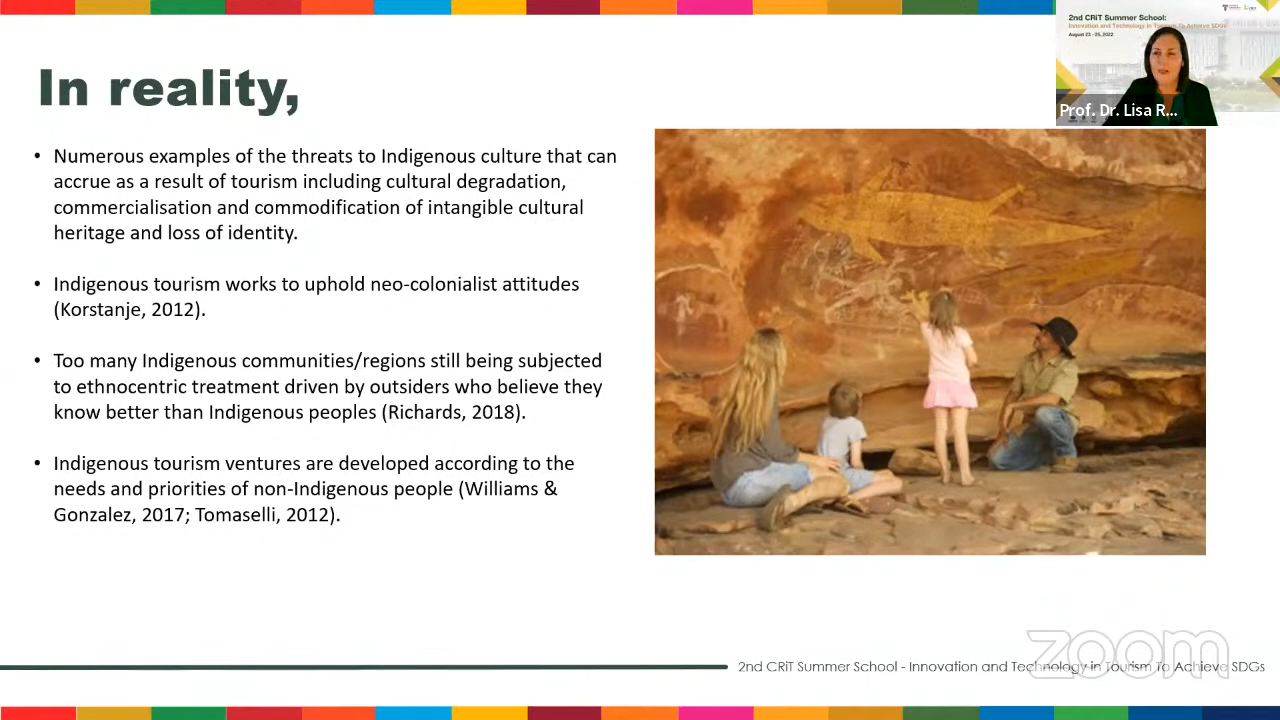 2nd CRiT Summer School:
Innovation and Technology in Tourism To Achieve SDGs
August 23 - 25, 2022
Prof. Dr. Lisa R...
In reality,
• Numerous examples of the threats to Indigenous culture that can
accrue as a result of tourism including cultural degradation,
commercialisation and commodification of intangible cultural
heritage and loss of identity.
• Indigenous tourism works to uphold neo-colonialist attitudes
(Korstanje, 2012).
• Too many Indigenous communities/regions still being subjected
to ethnocentric treatment driven by outsiders who believe they
know better than Indigenous peoples (Richards, 2018).
• Indigenous tourism ventures are developed according to the
needs and priorities of non-Indigenous people (Williams &
Gonzalez, 2017; Tomaselli, 2012).
zoom
2nd CRiT Summer School - Innovation and Technology in Tourism To Achieve SDGs